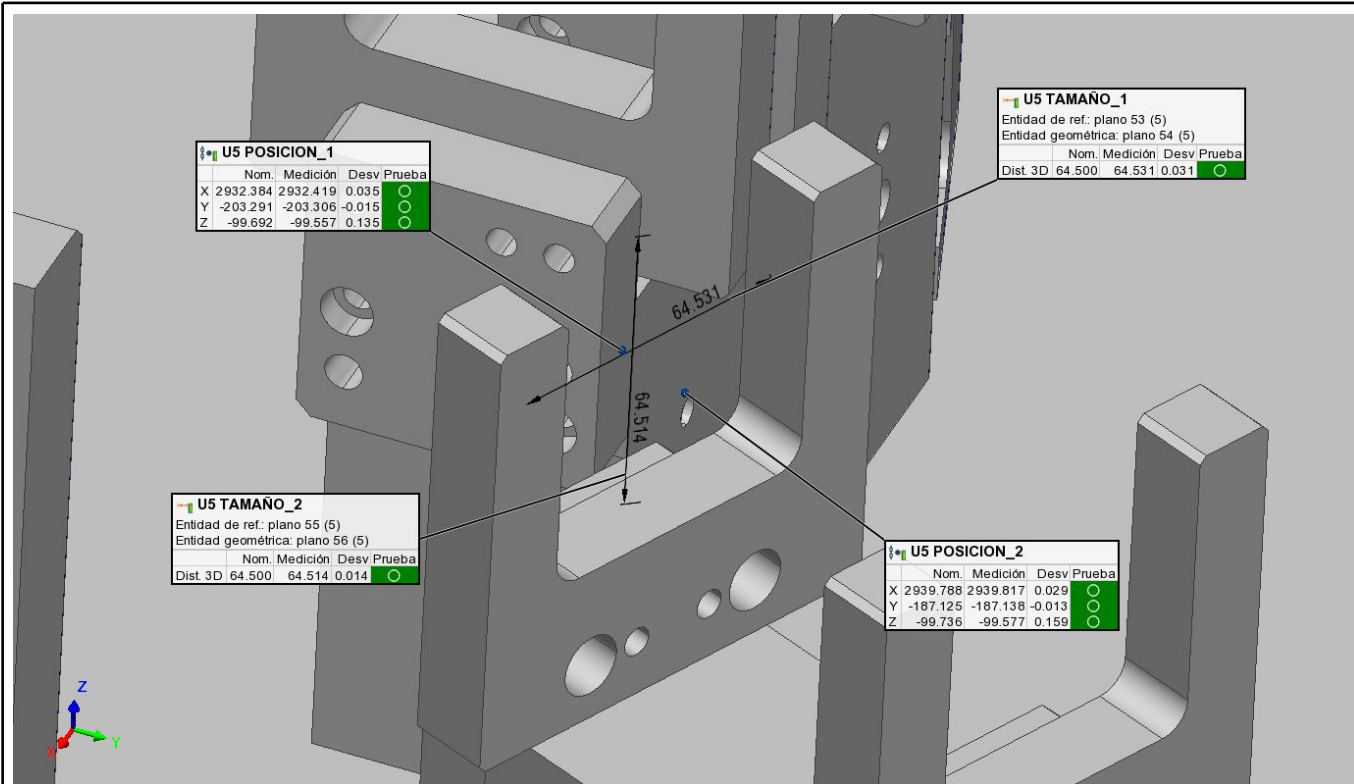 U5 TAMAÑO_1
Entidad de ref.: plano 53 (5)
Entidad geométrica: plano 54 (5)
Nom. Medición Desv Prueba
Dist. 3D 64.500 64.531 0.031
U5 POSICION_1
Nom. Medición Desv Prueba
X 2932.384 2932.419 0.035
Y -203.291 -203.306 -0.015
Z -99.692 -99.557 0.135
64.531
64.514
U5 TAMAÑO_2
Entidad de ref.: plano 55 (5)
Entidad geométrica: plano 56 (5)
Nom. Medición Desv Prueba
Dist. 3D 64.500 64.514 0.014
U5 POSICION_2
Nom. Medición Desv Prueba
X 2939.788 2939.817 0.029
Y -187.125 -187.138 -0.013
Z -99.736 -99.577 0.159
Z
X
Y